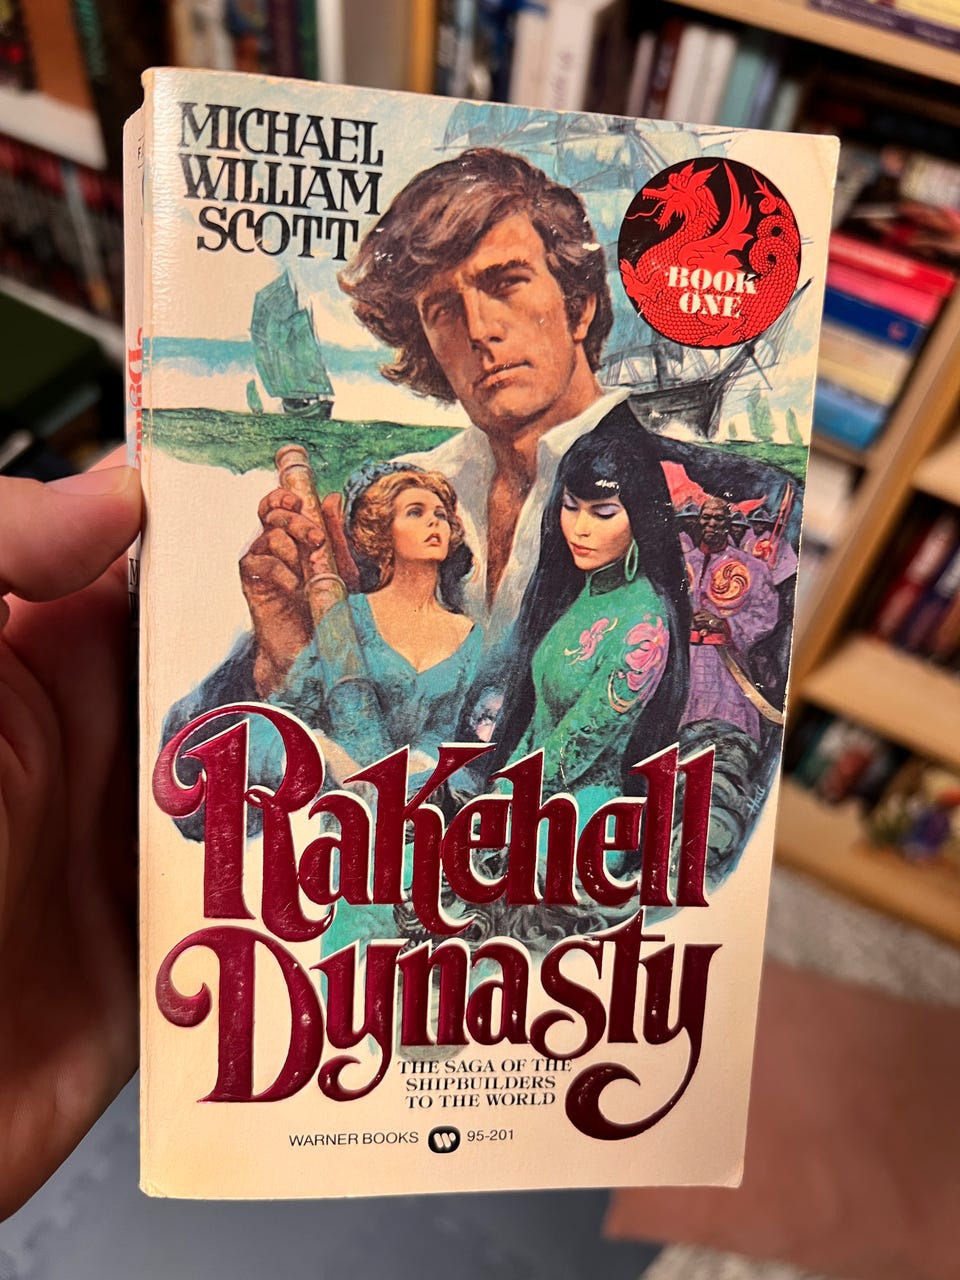 MICHAEL
WILLIAM
SCOTT
BOOK
ONE
Rakehell
Dynasty
THE SAGA OF THE
SHIPBUILDERS
TO THE WORLD
WARNER BOOKS W 95-201